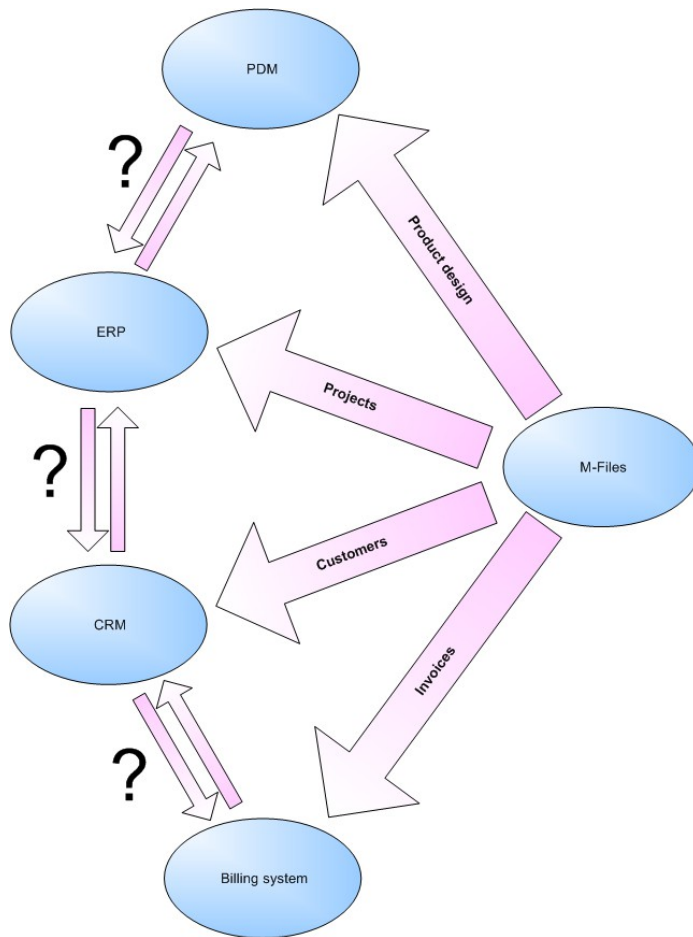 PDM
?
Product design
ERP
Projects
M-Files
?
Customers
CRM
Invoices
?
Billing system